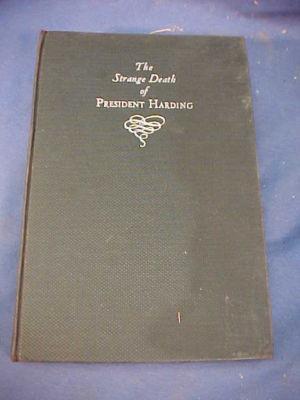 The
Strange Death
of
PRESIDENT HARDING